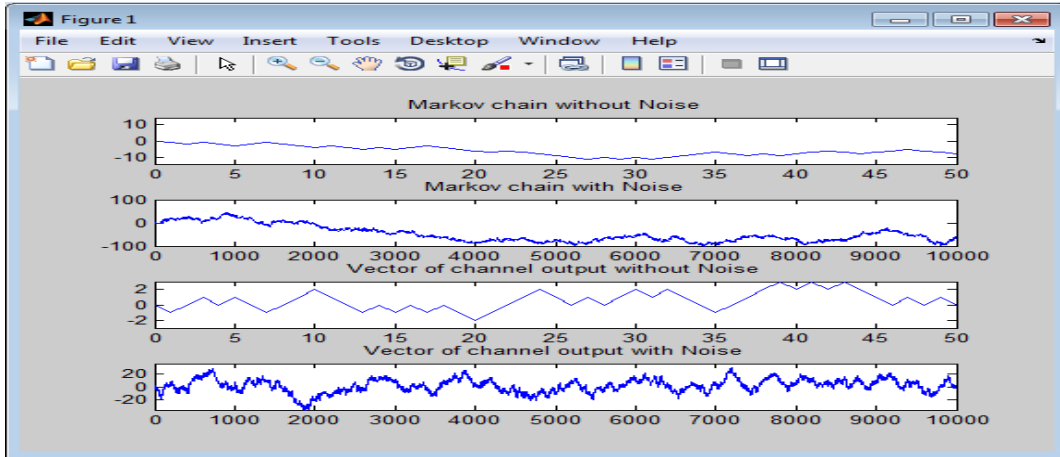 Figure 1
File Edit View Insert Tools Desktop Window Help
Markov chain without Noise
10
0
-10
0 5 10 15 20 25 30 35 40 45 50
Markov chain with Noise
100
0
-100
0 1000 2000 3000 4000 5000 6000 7000 8000 9000 10000
Vector of channel output without Noise
2
0
-2
0 5 10 15 20 25 30 35 40 45 50
Vector of channel output with Noise
20
0
-20
0 1000 2000 3000 4000 5000 6000 7000 8000 9000 10000